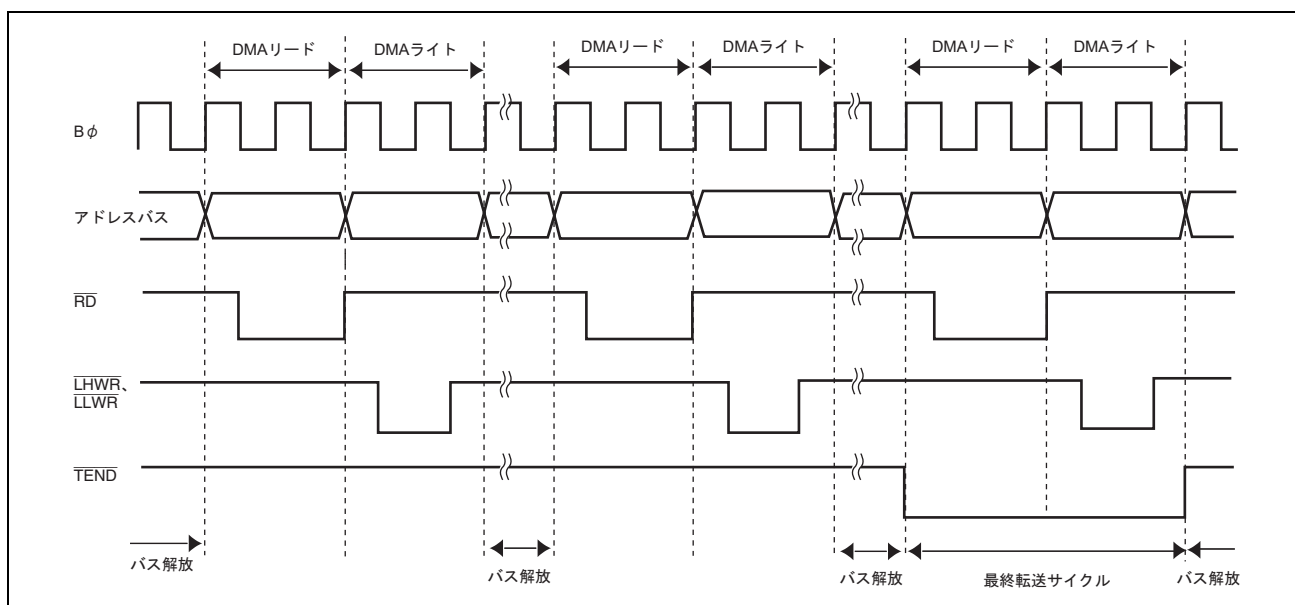 DMAリード DMAライト DMAリード DMAライト DMAリード DMAライト
Bφ
アドレスバス
RD
LHWR、
LLWR
TEND
バス解放 バス解放 バス解放 最終転送サイクル バス解放